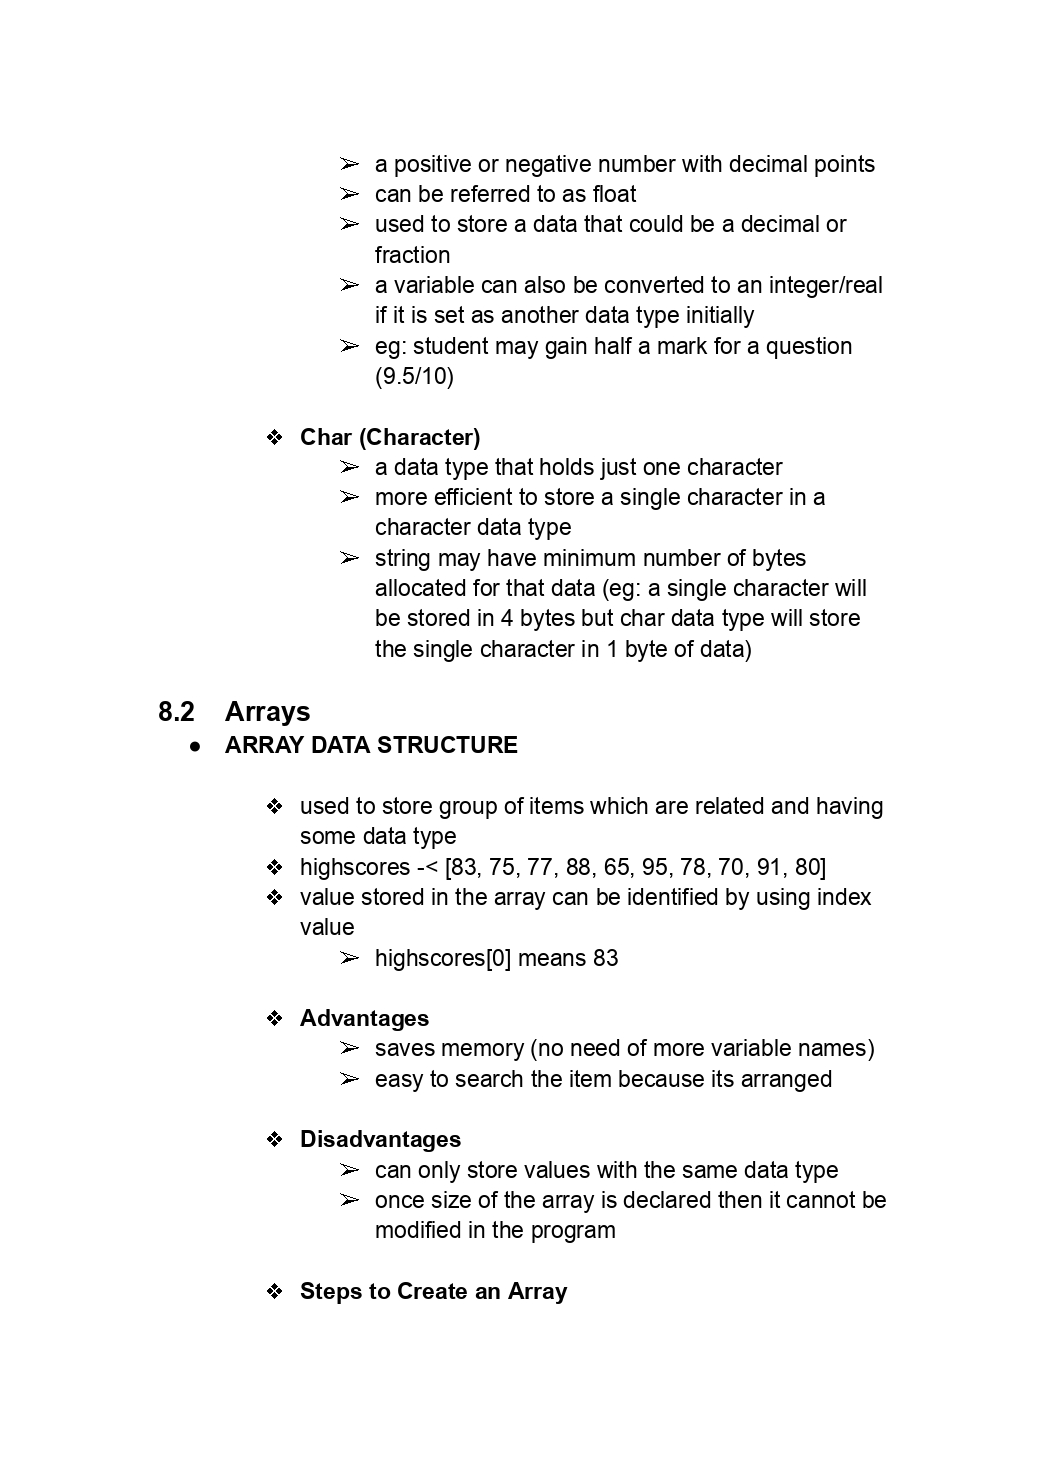 ➢ a positive or negative number with decimal points
➢ can be referred to as float
➢ used to store a data that could be a decimal or
fraction
➢ a variable can also be converted to an integer/real
if it is set as another data type initially
➢ eg: student may gain half a mark for a question
(9.5/10)
❖ Char (Character)
➢ a data type that holds just one character
➢ more efficient to store a single character in a
character data type
➢ string may have minimum number of bytes
allocated for that data (eg: a single character will
be stored in 4 bytes but char data type will store
the single character in 1 byte of data)
8.2 Arrays
● ARRAY DATA STRUCTURE
❖ used to store group of items which are related and having
some data type
❖ highscores -< [83, 75, 77, 88, 65, 95, 78, 70, 91, 80]
❖ value stored in the array can be identified by using index
value
➢ highscores[0] means 83
❖ Advantages
➢ saves memory (no need of more variable names)
➢ easy to search the item because its arranged
❖ Disadvantages
➢ can only store values with the same data type
➢ once size of the array is declared then it cannot be
modified in the program
❖ Steps to Create an Array